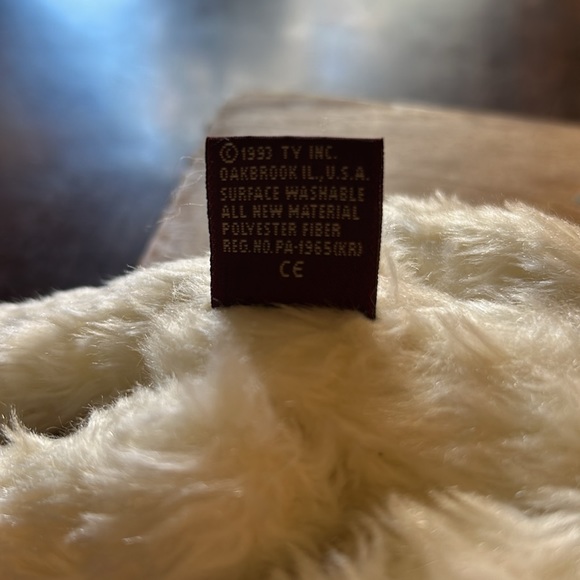 ©1993 TY INC.
OAKBROOK IL., U.S.A.
SURFACE WASHABLE
ALL NEW MATERIAL
POLYESTER FIBER
REG.NO.PA-1965(KR)
CE